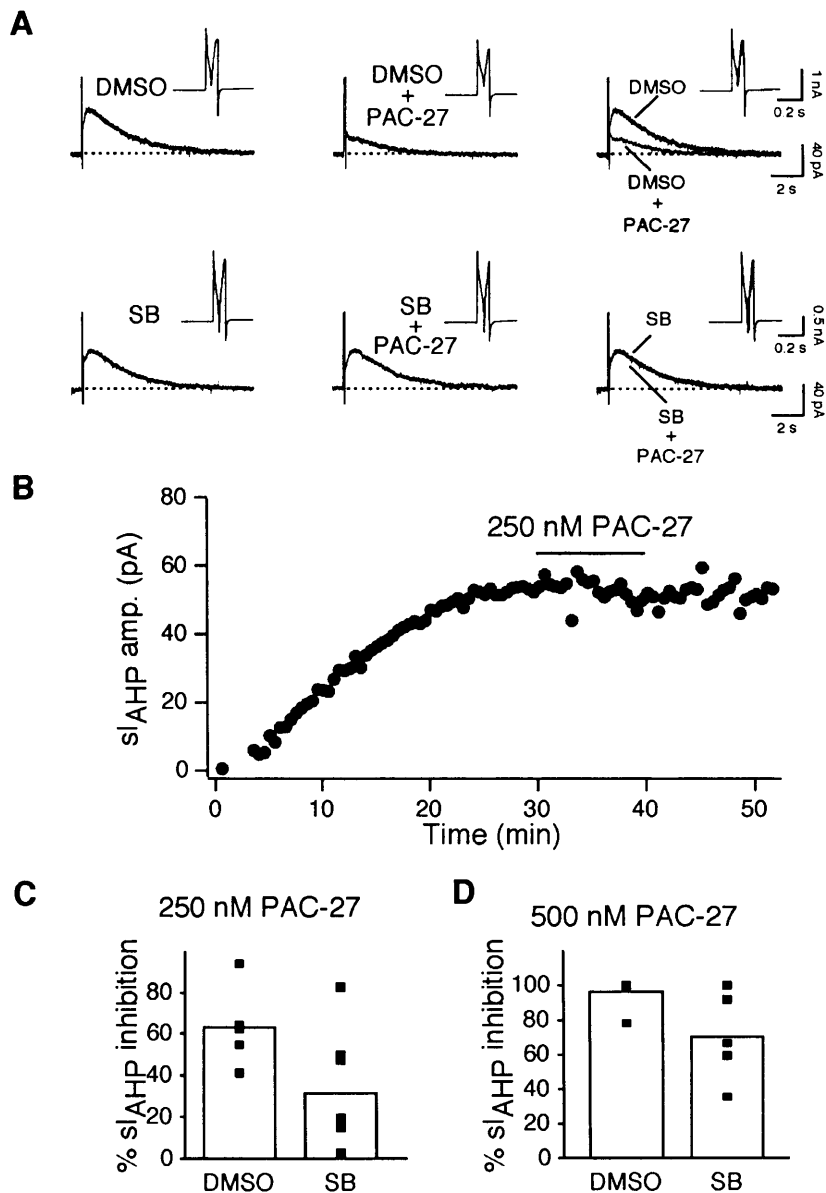 A
DMSO
DMSO
+
PAC-27
DMSO
DMSO
+
PAC-27
1 nA
0.2 s
40 pA
2 s
SB
SB
+
PAC-27
SB
SB
+
PAC-27
0.5 nA
0.2 s
40 pA
2 s
B
250 nM PAC-27
sIAHP amp. (pA)
80
60
40
20
0
0 10 20 30 40 50
Time (min)
C
250 nM PAC-27
% sIAHP inhibition
80
60
40
20
0
DMSO SB
D
500 nM PAC-27
% sIAHP inhibition
100
80
60
40
20
0
DMSO SB